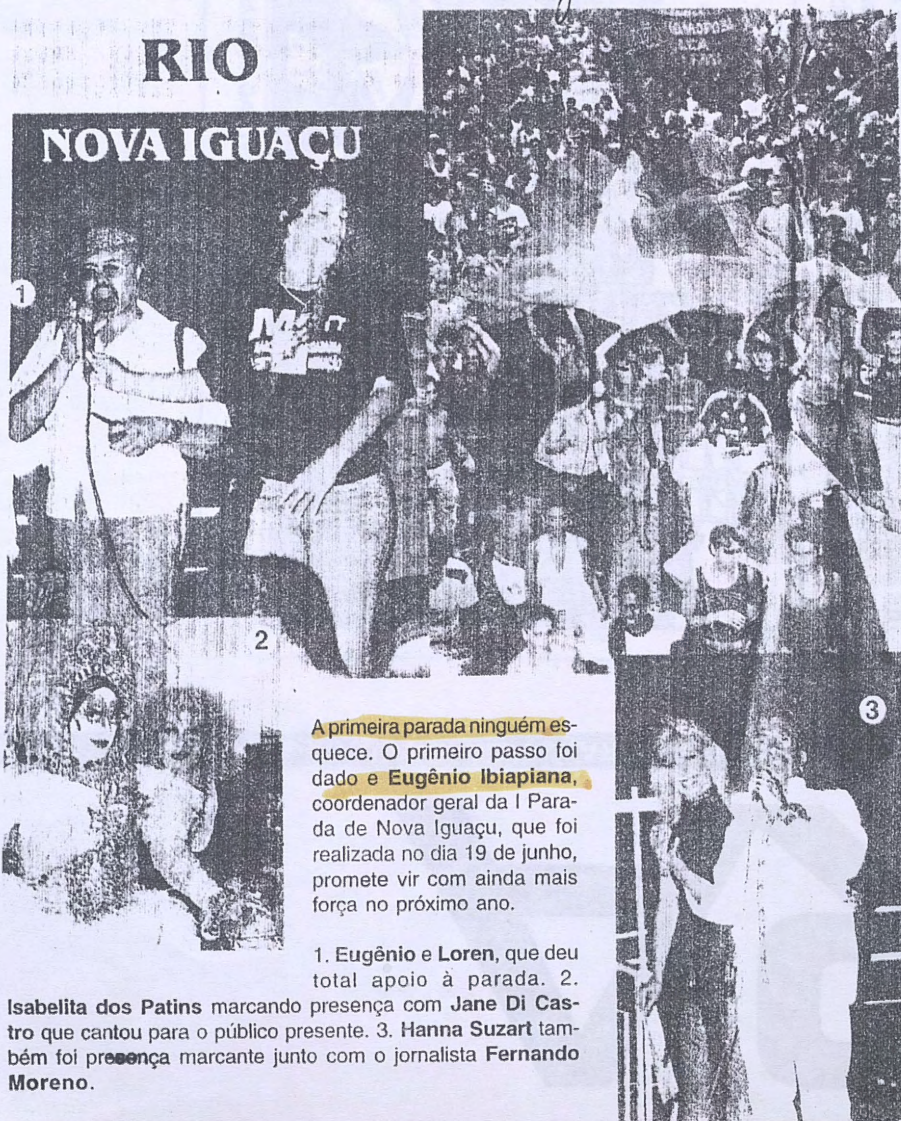 RIO
NOVA IGUAÇU
1
2
3
A primeira parada ninguém es-
quece. O primeiro passo foi
dado e Eugênio Ibiapiana,
coordenador geral da I Para-
da de Nova Iguaçu, que foi
realizada no dia 19 de junho,
promete vir com ainda mais
força no próximo ano.
1. Eugênio e Loren, que deu
total apoio à parada. 2.
Isabelita dos Patins marcando presença com Jane Di Cas-
tro que cantou para o público presente. 3. Hanna Suzart tam-
bém foi presença marcante junto com o jornalista Fernando
Moreno.